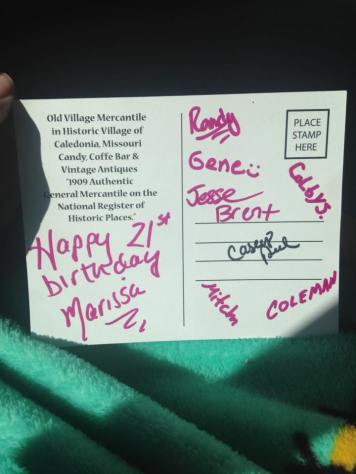 Old Village Mercantile
in Historic Village of
Caledonia, Missouri
Candy, Coffe Bar &
Vintage Antiques
"1909 Authentic
General Mercantile on the
National Register of
Historic Places."
Happy 21st
birthday
Marissa
Randy
Gene
Jesse
Brent
Casey
Mitch
PLACE
STAMP
HERE
Colby S.
COLEMAN